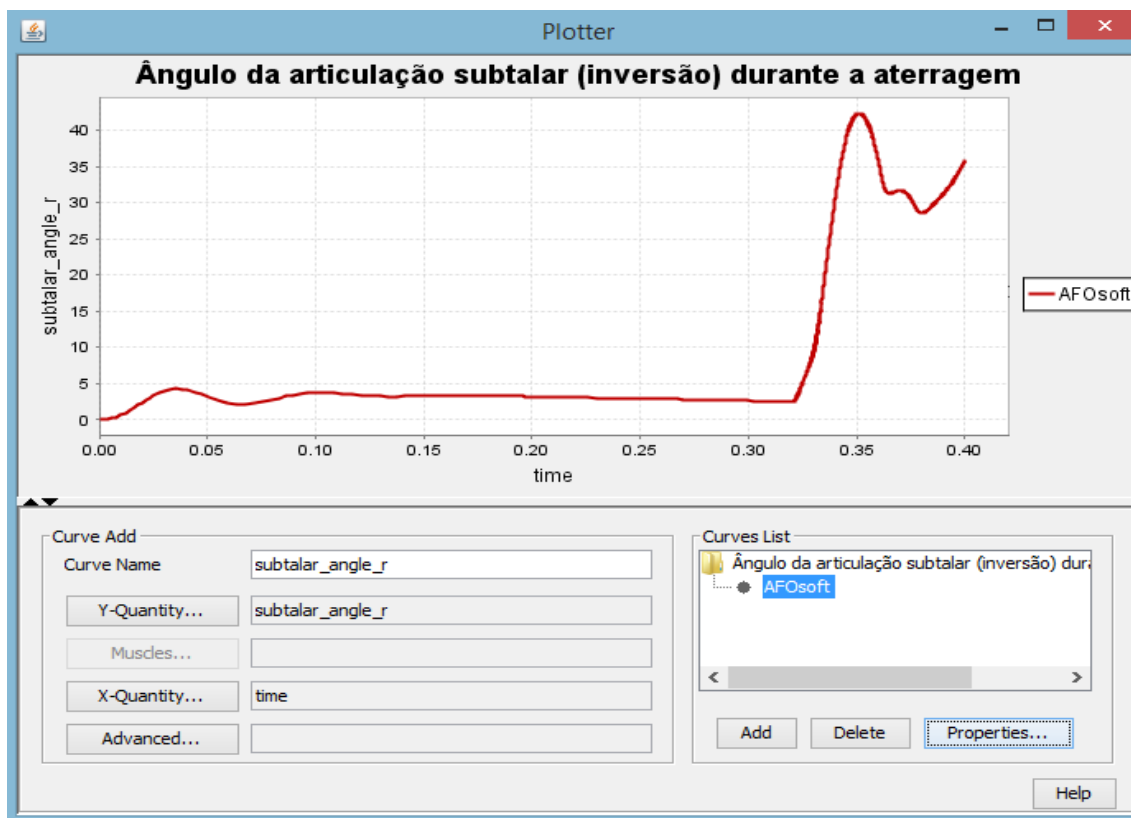 Plotter
Ângulo da articulação subtalar (inversão) durante a aterragem
subtalar_angle_r
40
35
30
25
20
15
10
5
0
0.00 0.05 0.10 0.15 0.20 0.25 0.30 0.35 0.40
time
AFOsoft
Curve Add
Curve Name subtalar_angle_r
Y-Quantity... subtalar_angle_r
Muscles...
X-Quantity... time
Advanced...
Curves List
Ângulo da articulação subtalar (inversão) dura
AFOsoft
Add Delete Properties...
Help